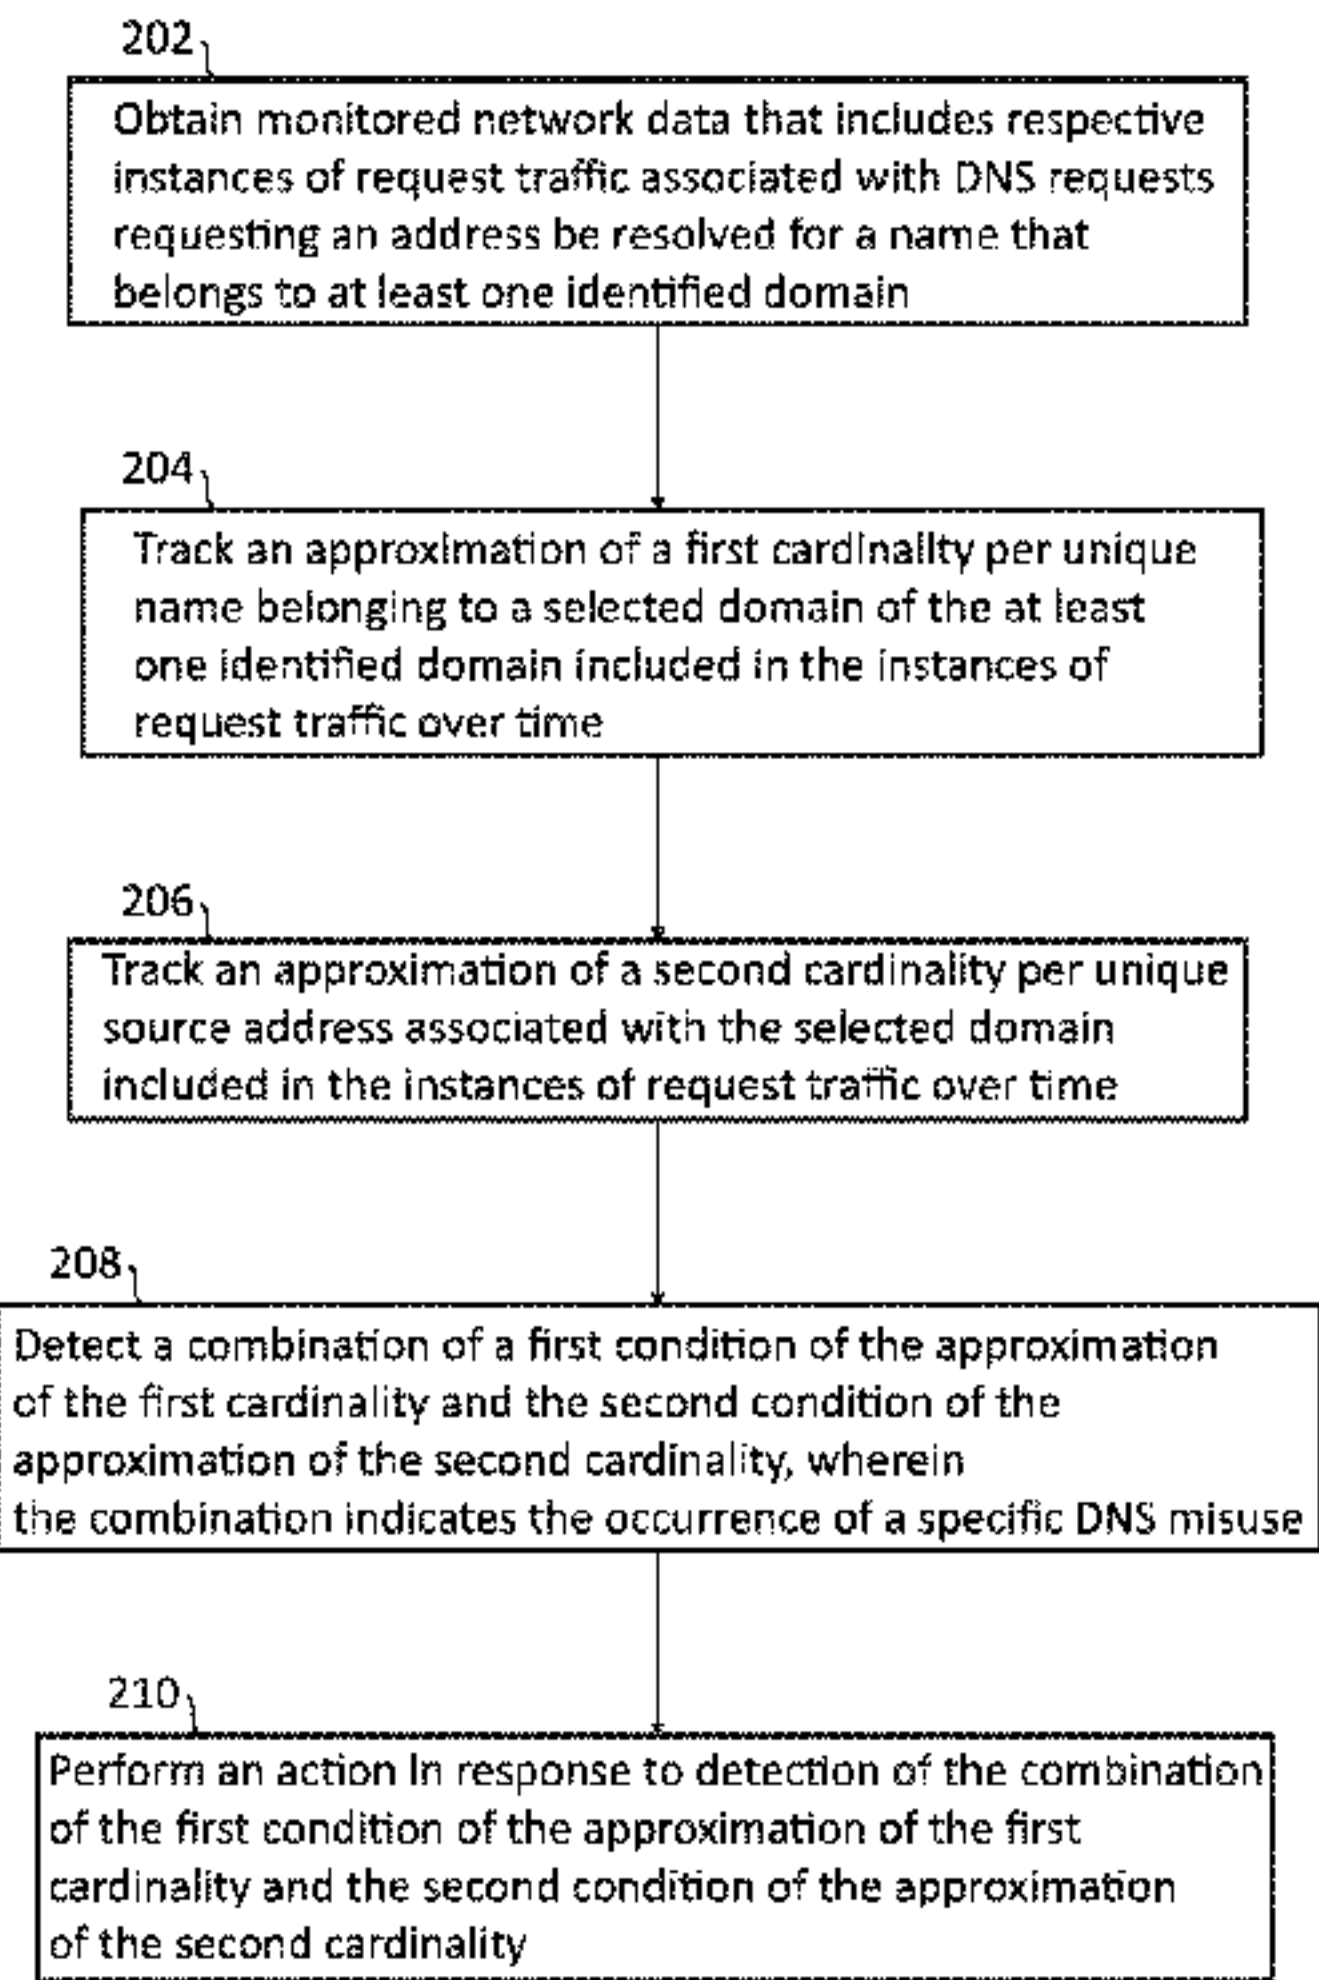 202
Obtain monitored network data that includes respective
instances of request traffic associated with DNS requests
requesting an address be resolved for a name that
belongs to at least one identified domain
204
Track an approximation of a first cardinality per unique
name belonging to a selected domain of the at least
one identified domain included in the instances of
request traffic over time
206
Track an approximation of a second cardinality per unique
source address associated with the selected domain
included in the instances of request traffic over time
208
Detect a combination of a first condition of the approximation
of the first cardinality and the second condition of the
approximation of the second cardinality, wherein
the combination indicates the occurrence of a specific DNS misuse
210
Perform an action in response to detection of the combination
of the first condition of the approximation of the first
cardinality and the second condition of the approximation
of the second cardinality